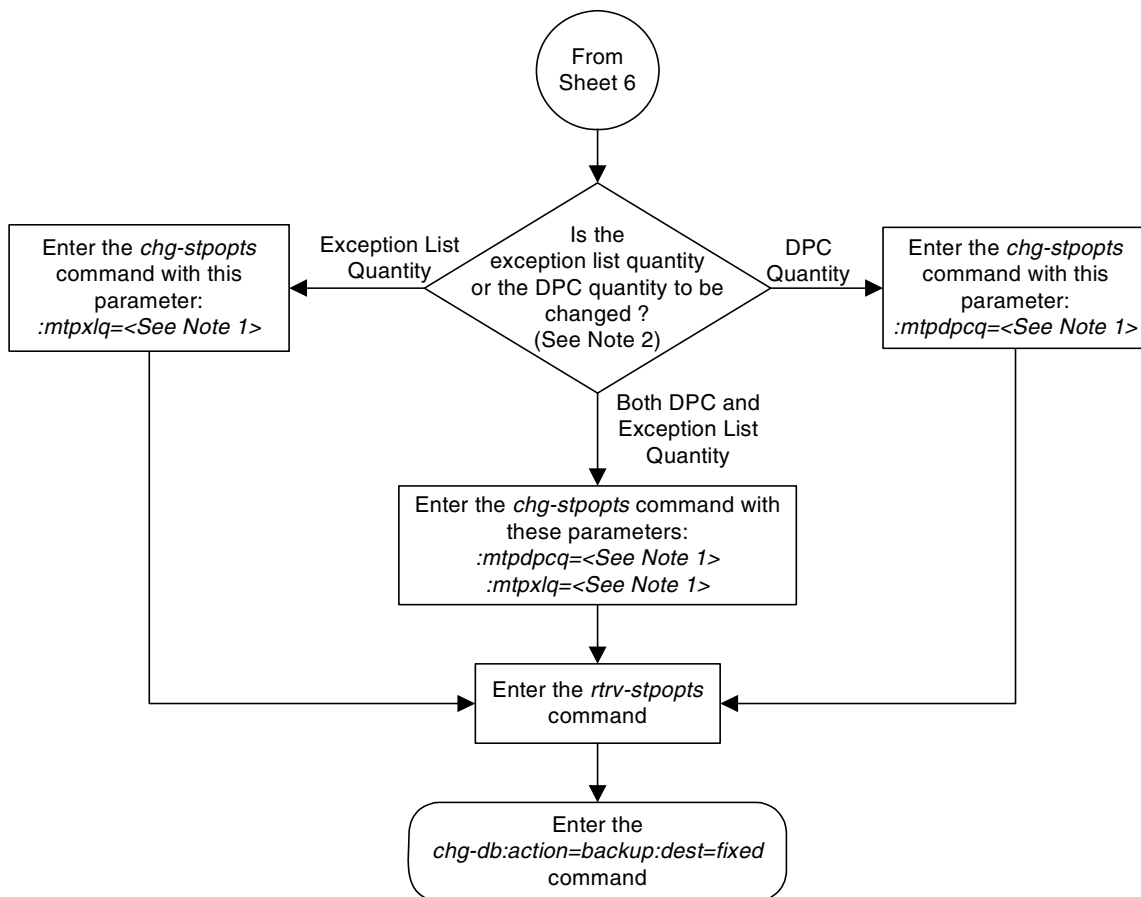 From
Sheet 6
Is the
exception list quantity
or the DPC quantity to be
changed ?
(See Note 2)
Exception List
Quantity
DPC
Quantity
Enter the chg-stpopts
command with this
parameter:
:mtpxlq=<See Note 1>
Enter the chg-stpopts
command with this
parameter:
:mtpdpcq=<See Note 1>
Both DPC and
Exception List
Quantity
Enter the chg-stpopts command with
these parameters:
:mtpdpcq=<See Note 1>
:mtpxlq=<See Note 1>
Enter the rtrv-stpopts
command
Enter the
chg-db:action=backup:dest=fixed
command